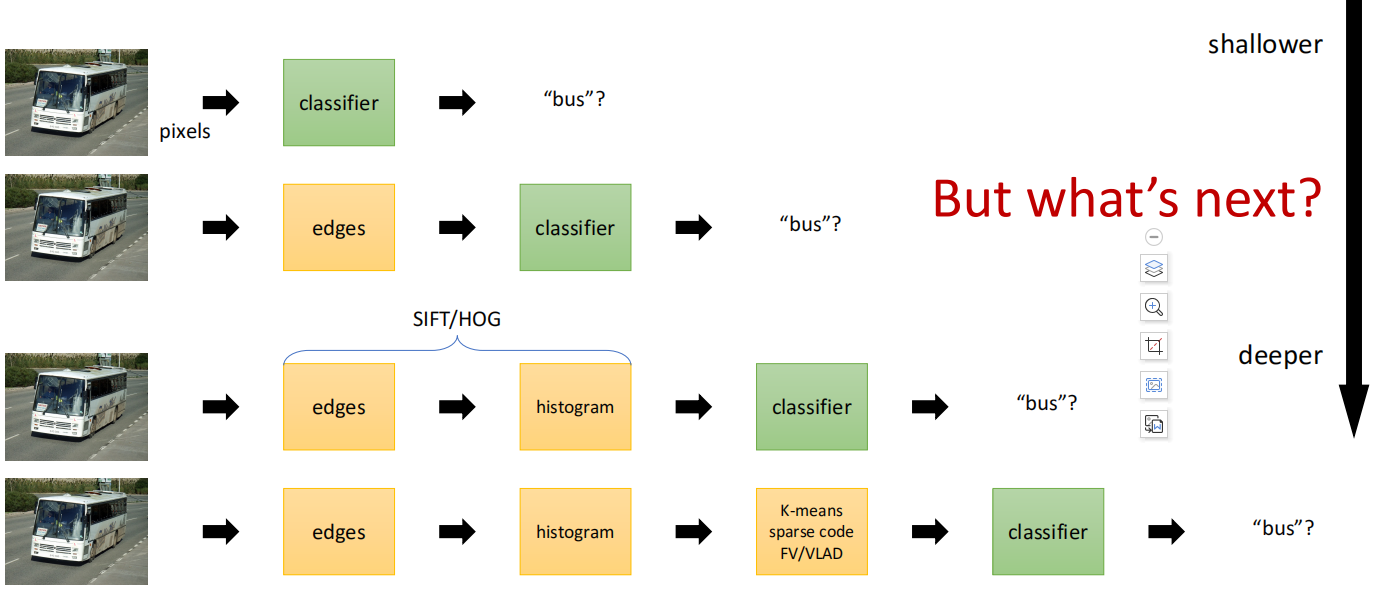 shallower
pixels
classifier
“bus”?
edges
classifier
“bus”?
But what’s next?
SIFT/HOG
edges
histogram
classifier
“bus”?
deeper
edges
histogram
K-means
sparse code
FV/VLAD
classifier
“bus”?